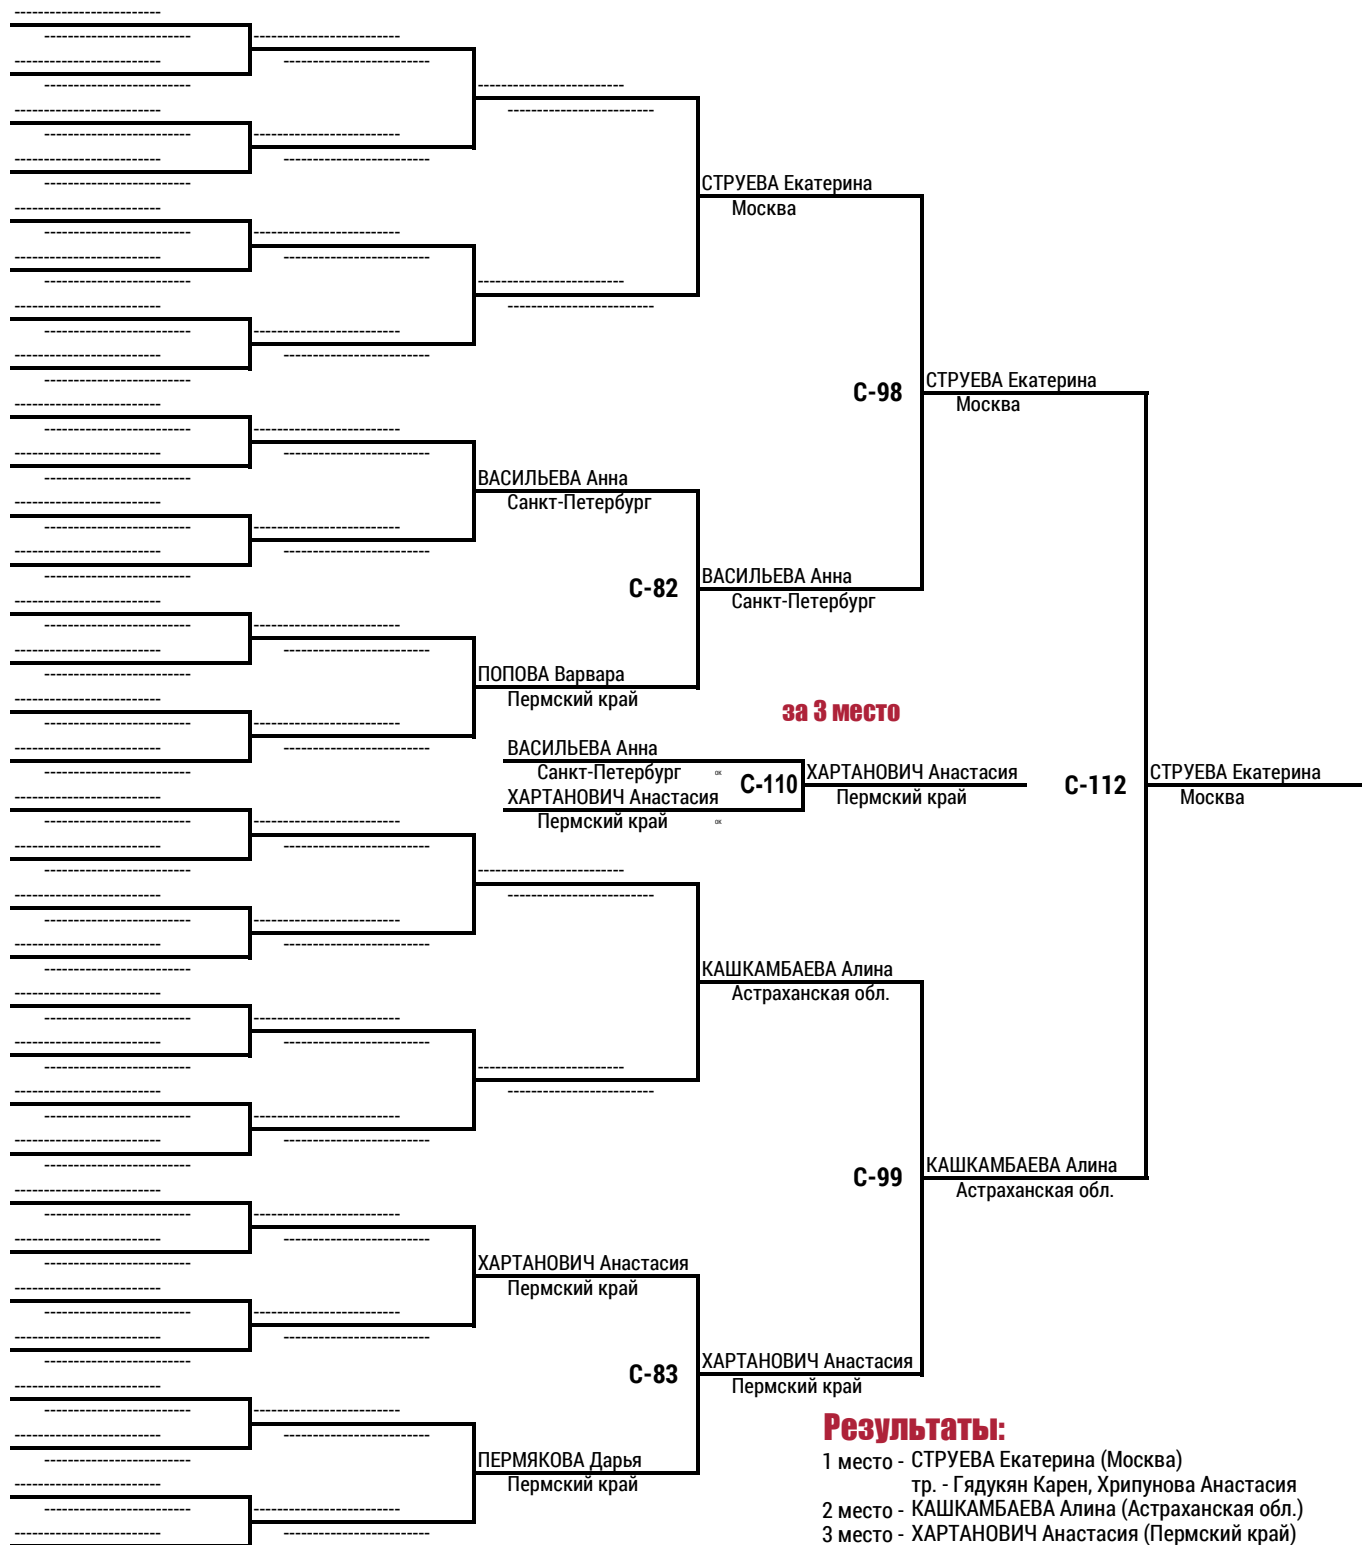 СТРУЕВА Екатерина
Москва
С-98
СТРУЕВА Екатерина
Москва
ВАСИЛЬЕВА Анна
Санкт-Петербург
С-82
ВАСИЛЬЕВА Анна
Санкт-Петербург
ПОПОВА Варвара
Пермский край
за 3 место
ВАСИЛЬЕВА Анна
Санкт-Петербург
ХАРТАНОВИЧ Анастасия
Пермский край
С-110
ХАРТАНОВИЧ Анастасия
Пермский край
С-112
СТРУЕВА Екатерина
Москва
КАШКАМБАЕВА Алина
Астраханская обл.
С-99
КАШКАМБАЕВА Алина
Астраханская обл.
ХАРТАНОВИЧ Анастасия
Пермский край
С-83
ХАРТАНОВИЧ Анастасия
Пермский край
ПЕРМЯКОВА Дарья
Пермский край
Результаты:
1 место - СТРУЕВА Екатерина (Москва)
тр. - Гядукян Карен, Хрипунова Анастасия
2 место - КАШКАМБАЕВА Алина (Астраханская обл.)
3 место - ХАРТАНОВИЧ Анастасия (Пермский край)